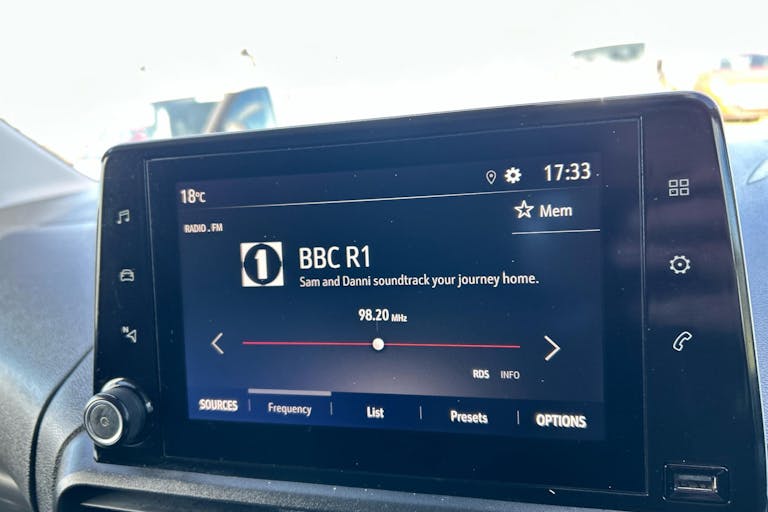 17:33
18°C
Mem
RADIO . FM
1
BBC R1
Sam and Danni soundtrack your journey home.
98.20 MHz
RDS INFO
SOURCES Frequency List Presets OPTIONS
N